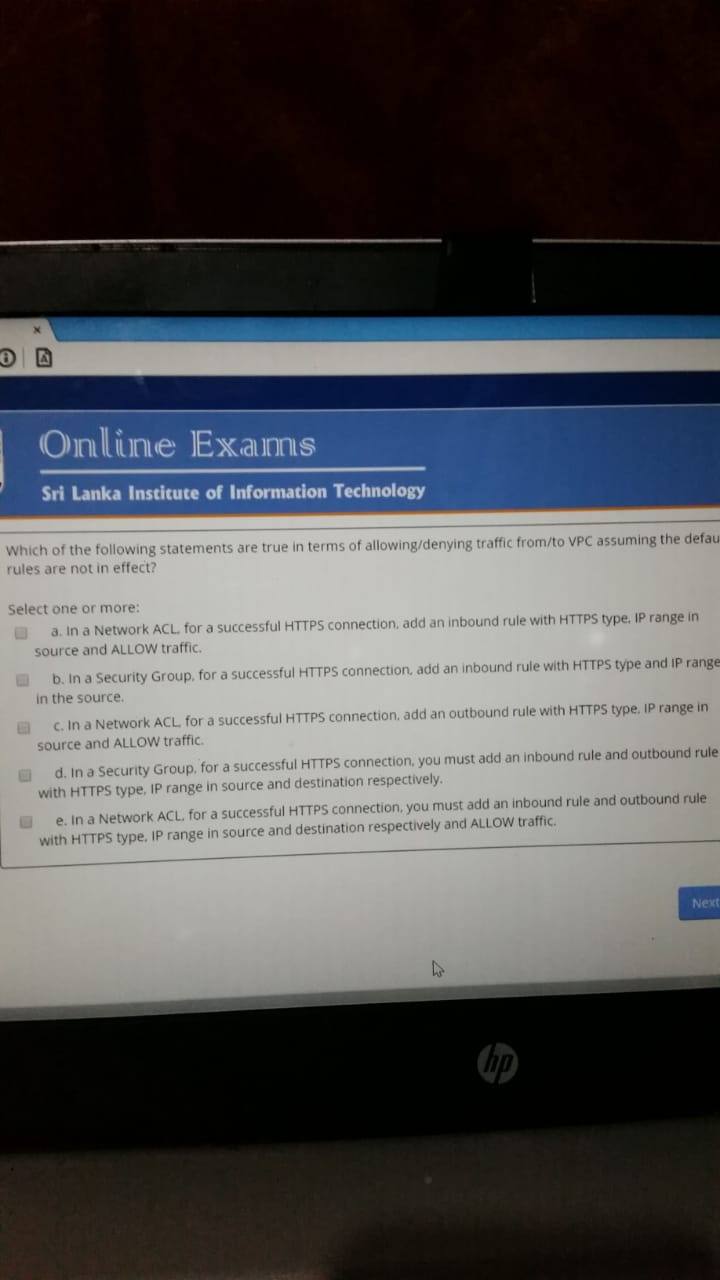 Online Exams
Sri Lanka Institute of Information Technology
Which of the following statements are true in terms of allowing/denying traffic from/to VPC assuming the defau
rules are not in effect?
Select one or more:
a. In a Network ACL, for a successful HTTPS connection, add an inbound rule with HTTPS type, IP range in
source and ALLOW traffic.
b. In a Security Group, for a successful HTTPS connection, add an inbound rule with HTTPS type and IP range
in the source.
c. In a Network ACL, for a successful HTTPS connection, add an outbound rule with HTTPS type, IP range in
source and ALLOW traffic.
d. In a Security Group, for a successful HTTPS connection, you must add an inbound rule and outbound rule
with HTTPS type, IP range in source and destination respectively.
e. In a Network ACL, for a successful HTTPS connection, you must add an inbound rule and outbound rule
with HTTPS type, IP range in source and destination respectively and ALLOW traffic.
Next
hp